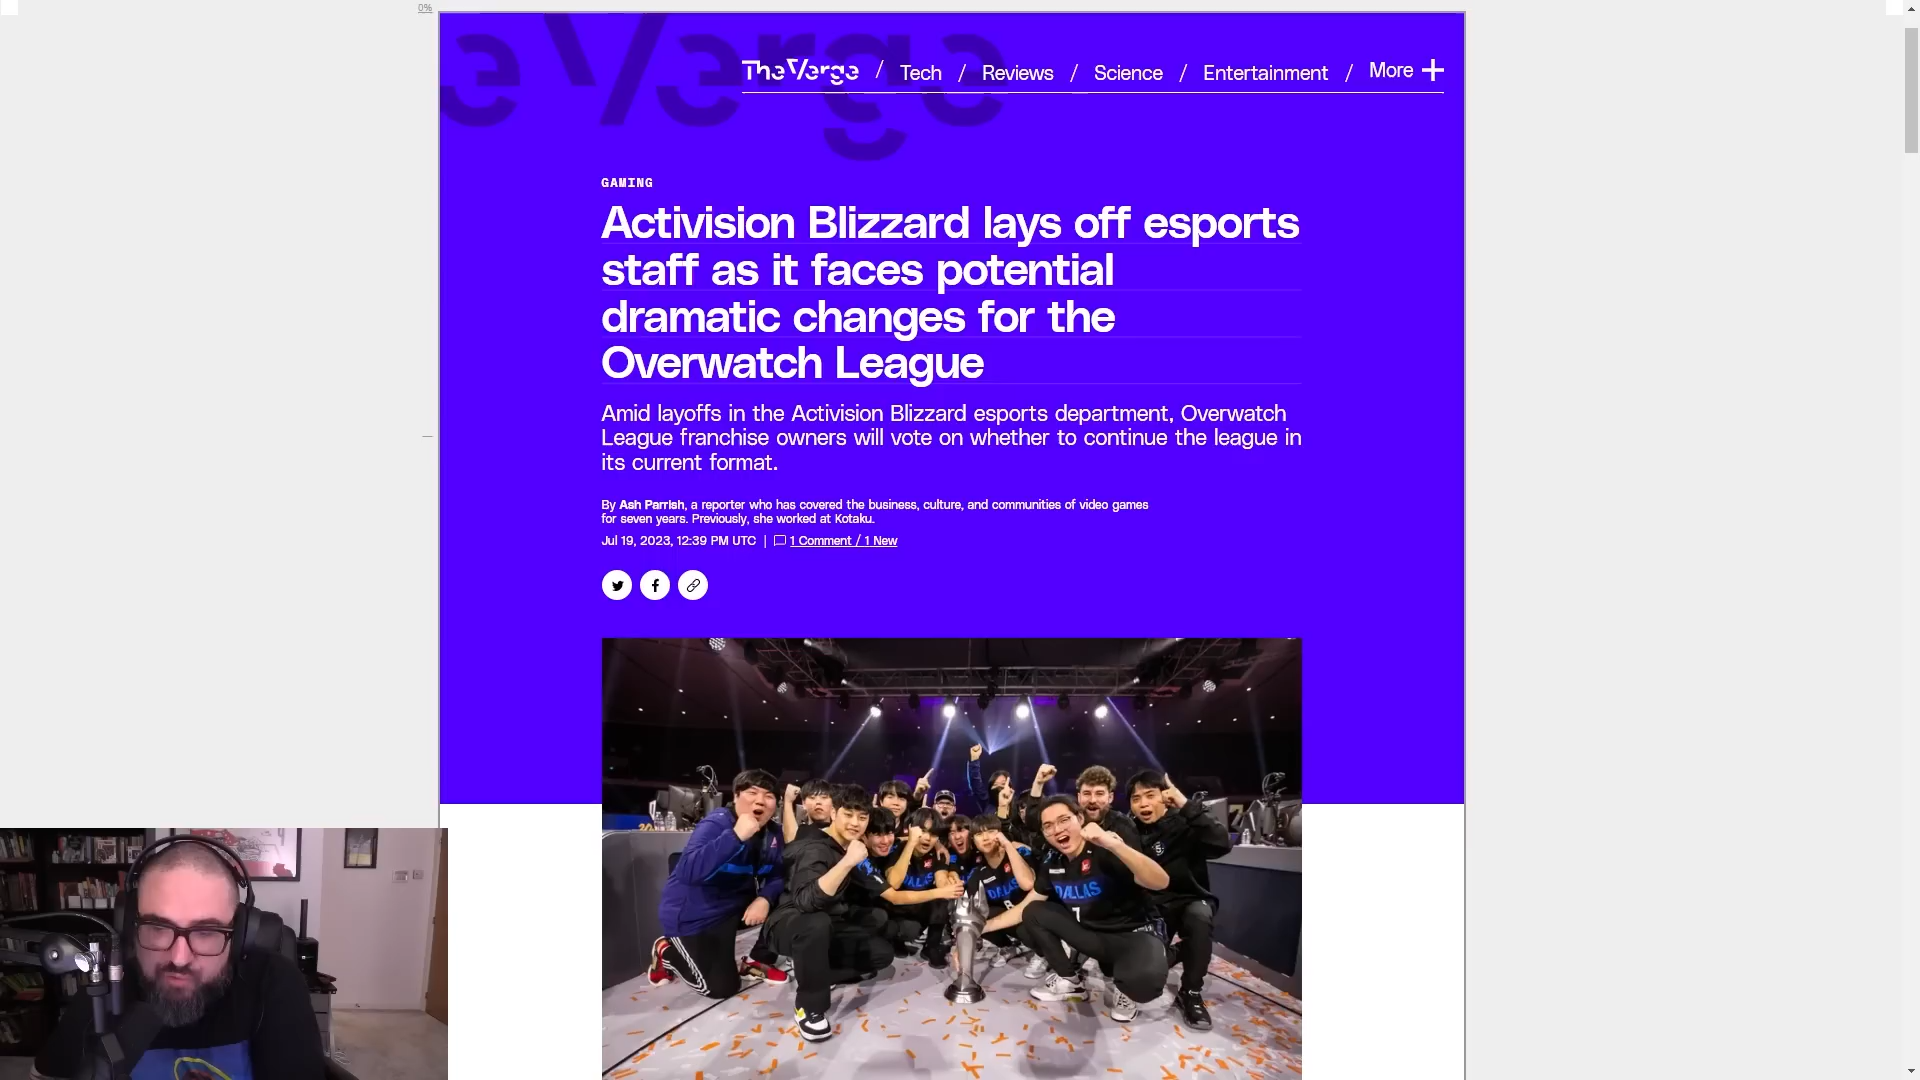 0%
The Verge / Tech / Reviews / Science / Entertainment / More
GAMING
Activision Blizzard lays off esports
staff as it faces potential
dramatic changes for the
Overwatch League
Amid layoffs in the Activision Blizzard esports department, Overwatch
League franchise owners will vote on whether to continue the league in
its current format.
By Ash Parrish, a reporter who has covered the business, culture, and communities of video games
for seven years. Previously, she worked at Kotaku.
Jul 19, 2023, 12:39 PM UTC | 1 Comment / 1 New
DALLAS
DALLAS
DALLAS